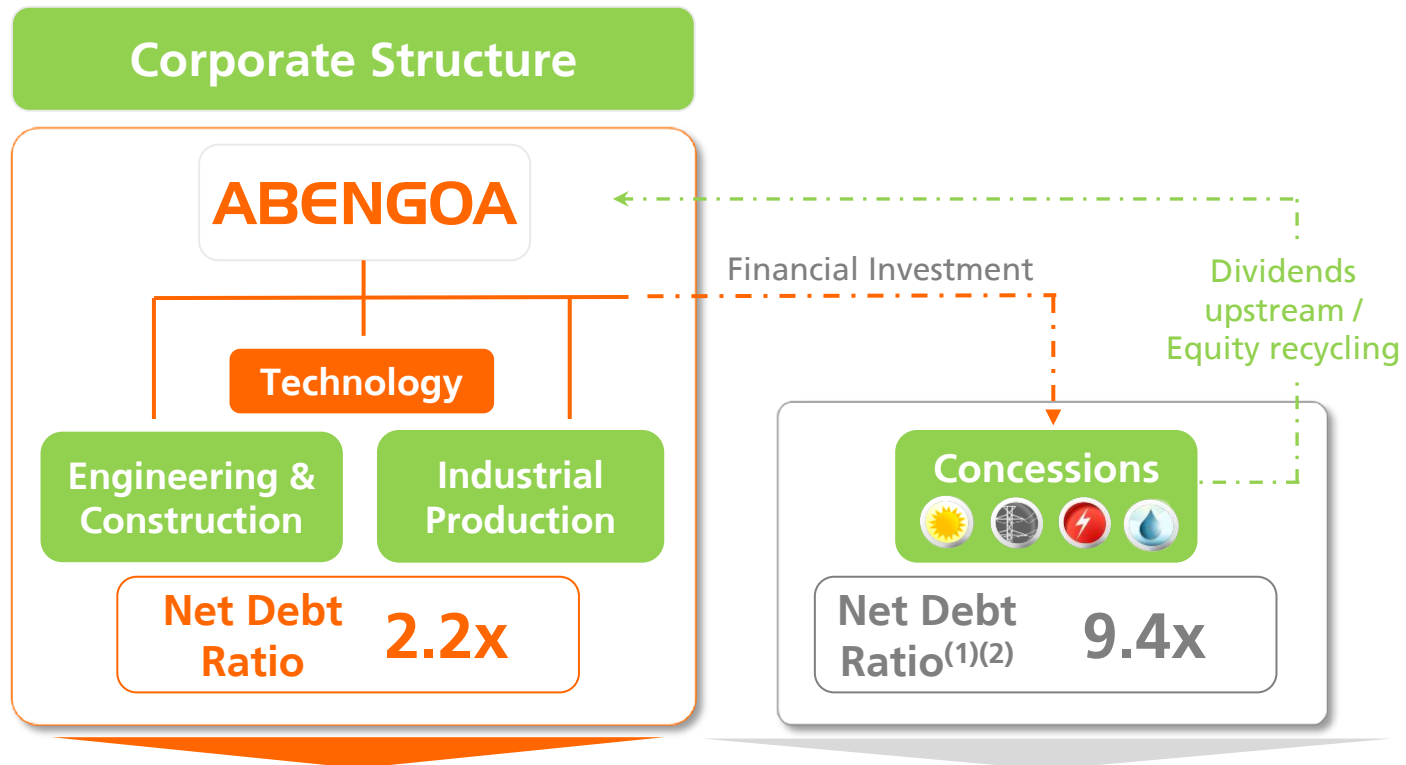 Corporate Structure
ABENGOA
Financial Investment
Dividends
upstream /
Equity recycling
Technology
Engineering &
Construction
Industrial
Production
Concessions
Net Debt
Ratio
2.2x
Net Debt
Ratio(1)(2)
9.4x